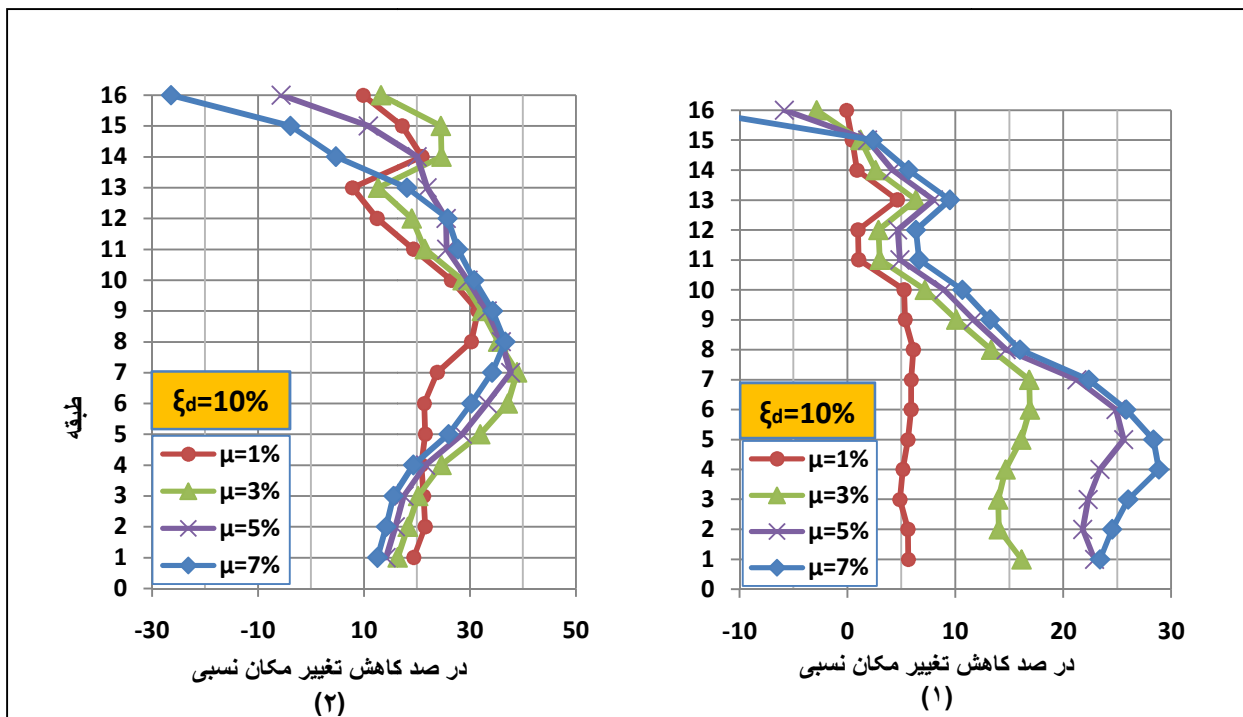 16
15
14
13
12
11
10
9
8
7
6
5
4
3
2
1
0
طبقه
ξd=10%
μ=1%
μ=3%
μ=5%
μ=7%
-30 -10 10 30 50
در صد کاهش تغییر مکان نسبی
(۲)
16
15
14
13
12
11
10
9
8
7
6
5
4
3
2
1
0
ξd=10%
μ=1%
μ=3%
μ=5%
μ=7%
-10 0 10 20 30
در صد کاهش تغییر مکان نسبی
(۱)